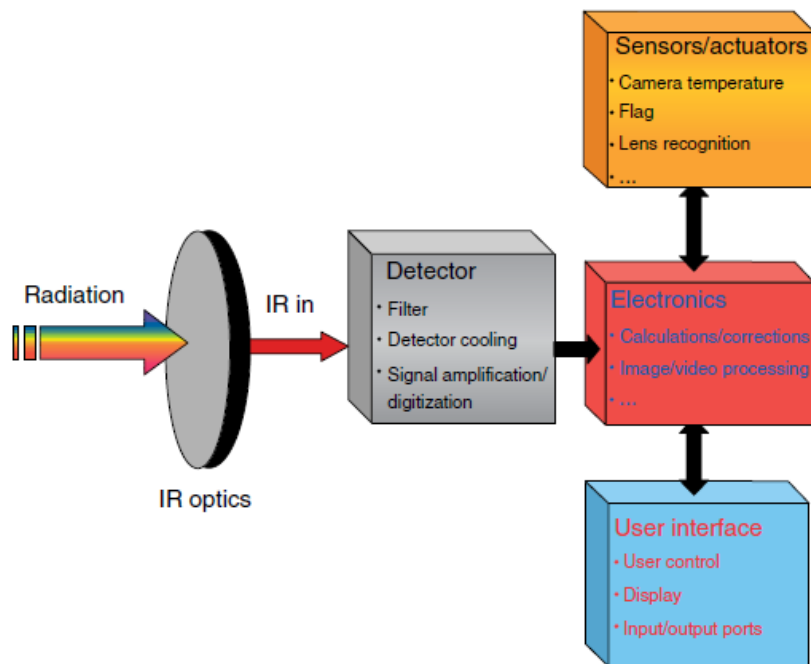 Sensors/actuators
• Camera temperature
• Flag
• Lens recognition
• ...
Radiation
IR in
IR optics
Detector
• Filter
• Detector cooling
• Signal amplification/
digitization
Electronics
• Calculations/corrections
• Image/video processing
• ...
User interface
• User control
• Display
• Input/output ports